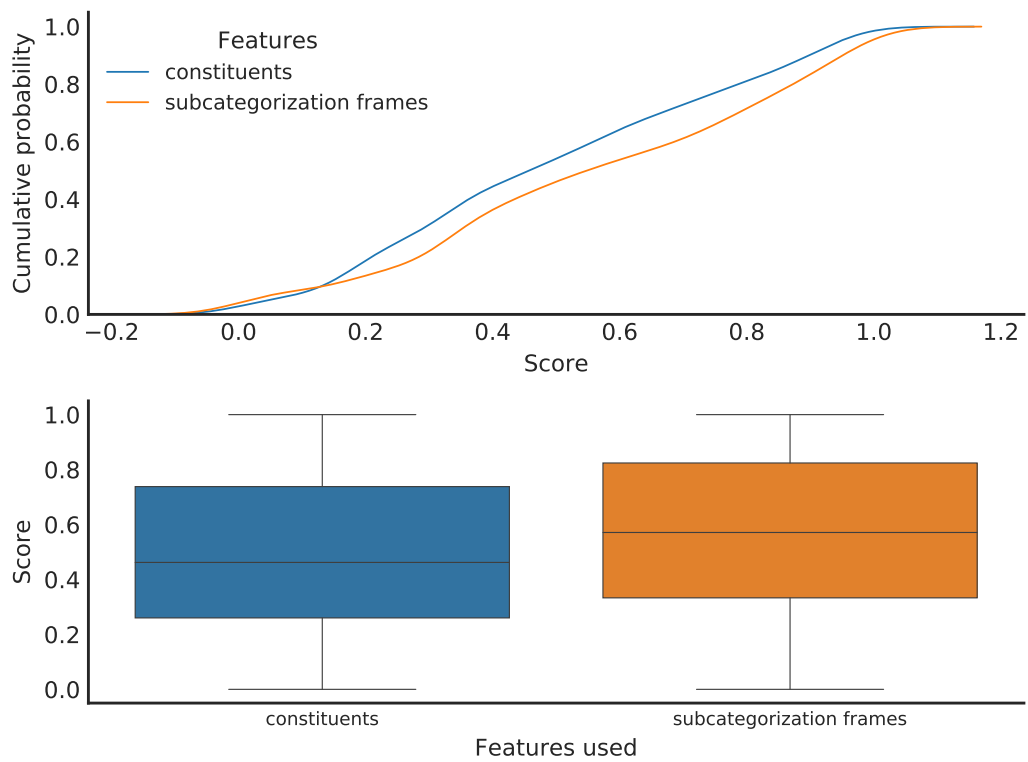 Cumulative probability
1.0
0.8
0.6
0.4
0.2
0.0
Features
constituents
subcategorization frames
−0.2 0.0 0.2 0.4 0.6 0.8 1.0 1.2
Score
Score
1.0
0.8
0.6
0.4
0.2
0.0
constituents subcategorization frames
Features used